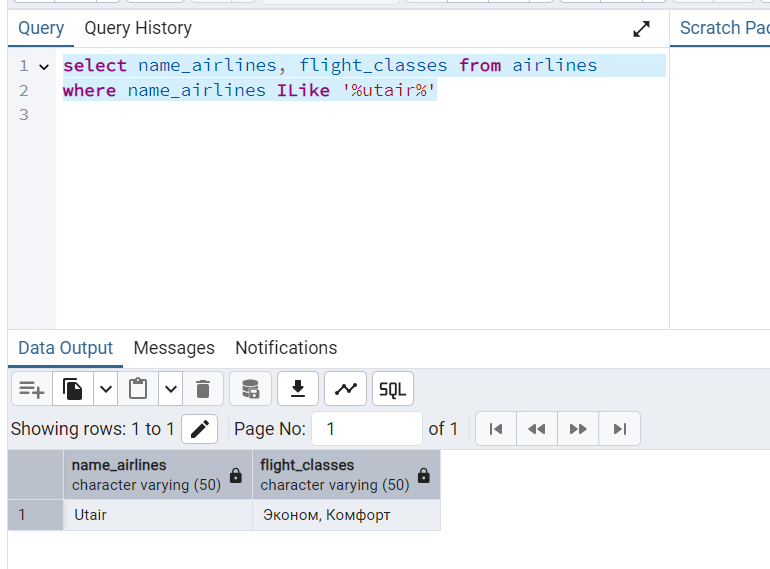 Query Query History Scratch Pad
1 select name_airlines, flight_classes from airlines
2 where name_airlines ILike '%utair%'
3
Data Output Messages Notifications
SQL
Showing rows: 1 to 1 Page No: 1 of 1
name_airlines flight_classes
character varying (50) character varying (50)
1 Utair Эконом, Комфорт